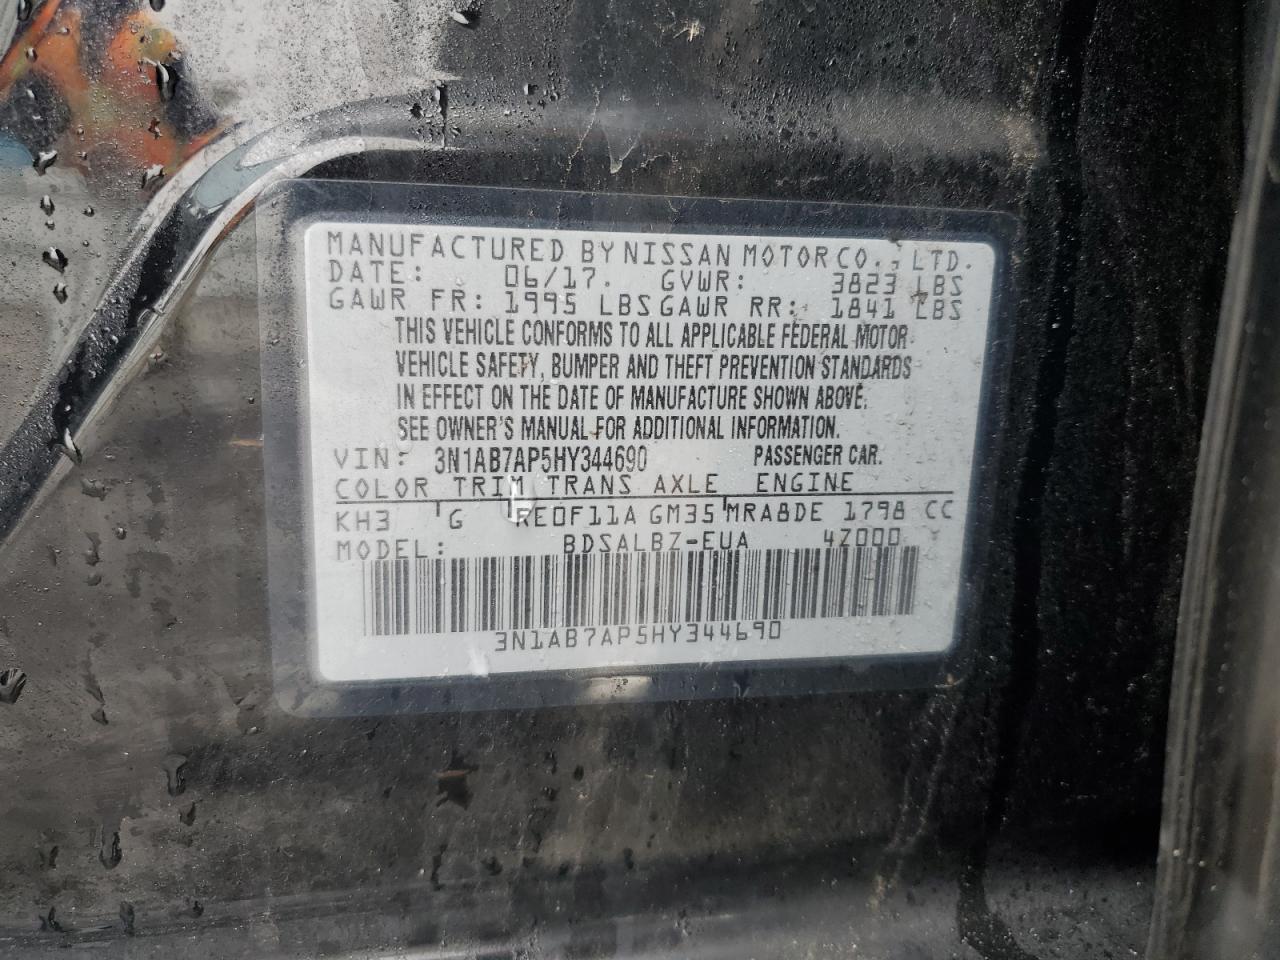 MANUFACTURED BY NISSAN MOTOR CO., LTD.
DATE: 06/17. GVWR: 3823 LBS
GAWR FR: 1995 LBS GAWR RR: 1841 LBS
THIS VEHICLE CONFORMS TO ALL APPLICABLE FEDERAL MOTOR
VEHICLE SAFETY, BUMPER AND THEFT PREVENTION STANDARDS
IN EFFECT ON THE DATE OF MANUFACTURE SHOWN ABOVE.
SEE OWNER'S MANUAL FOR ADDITIONAL INFORMATION.
VIN: 3N1AB7AP5HY344690 PASSENGER CAR.
COLOR TRIM TRANS AXLE ENGINE
KH3 G RE0F11A GM35 MRA8DE 1798 CC
MODEL: BDSALBZ-EUA 4Z000
3N1AB7AP5HY344690